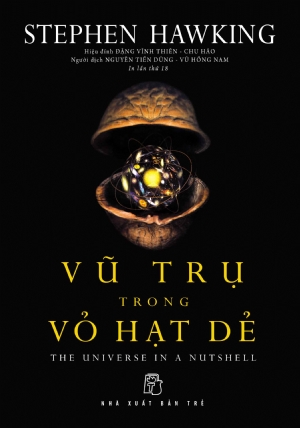 STEPHEN HAWKING
Hiệu đính ĐẶNG VĨNH THIỆN - CHU HẢO
Người dịch NGUYỄN TIẾN DŨNG - VŨ HỒNG NAM
In lần thứ 18
VŨ TRỤ
TRONG
VỎ HẠT DẺ
THE UNIVERSE IN A NUTSHELL
NHÀ XUẤT BẢN TRẺ